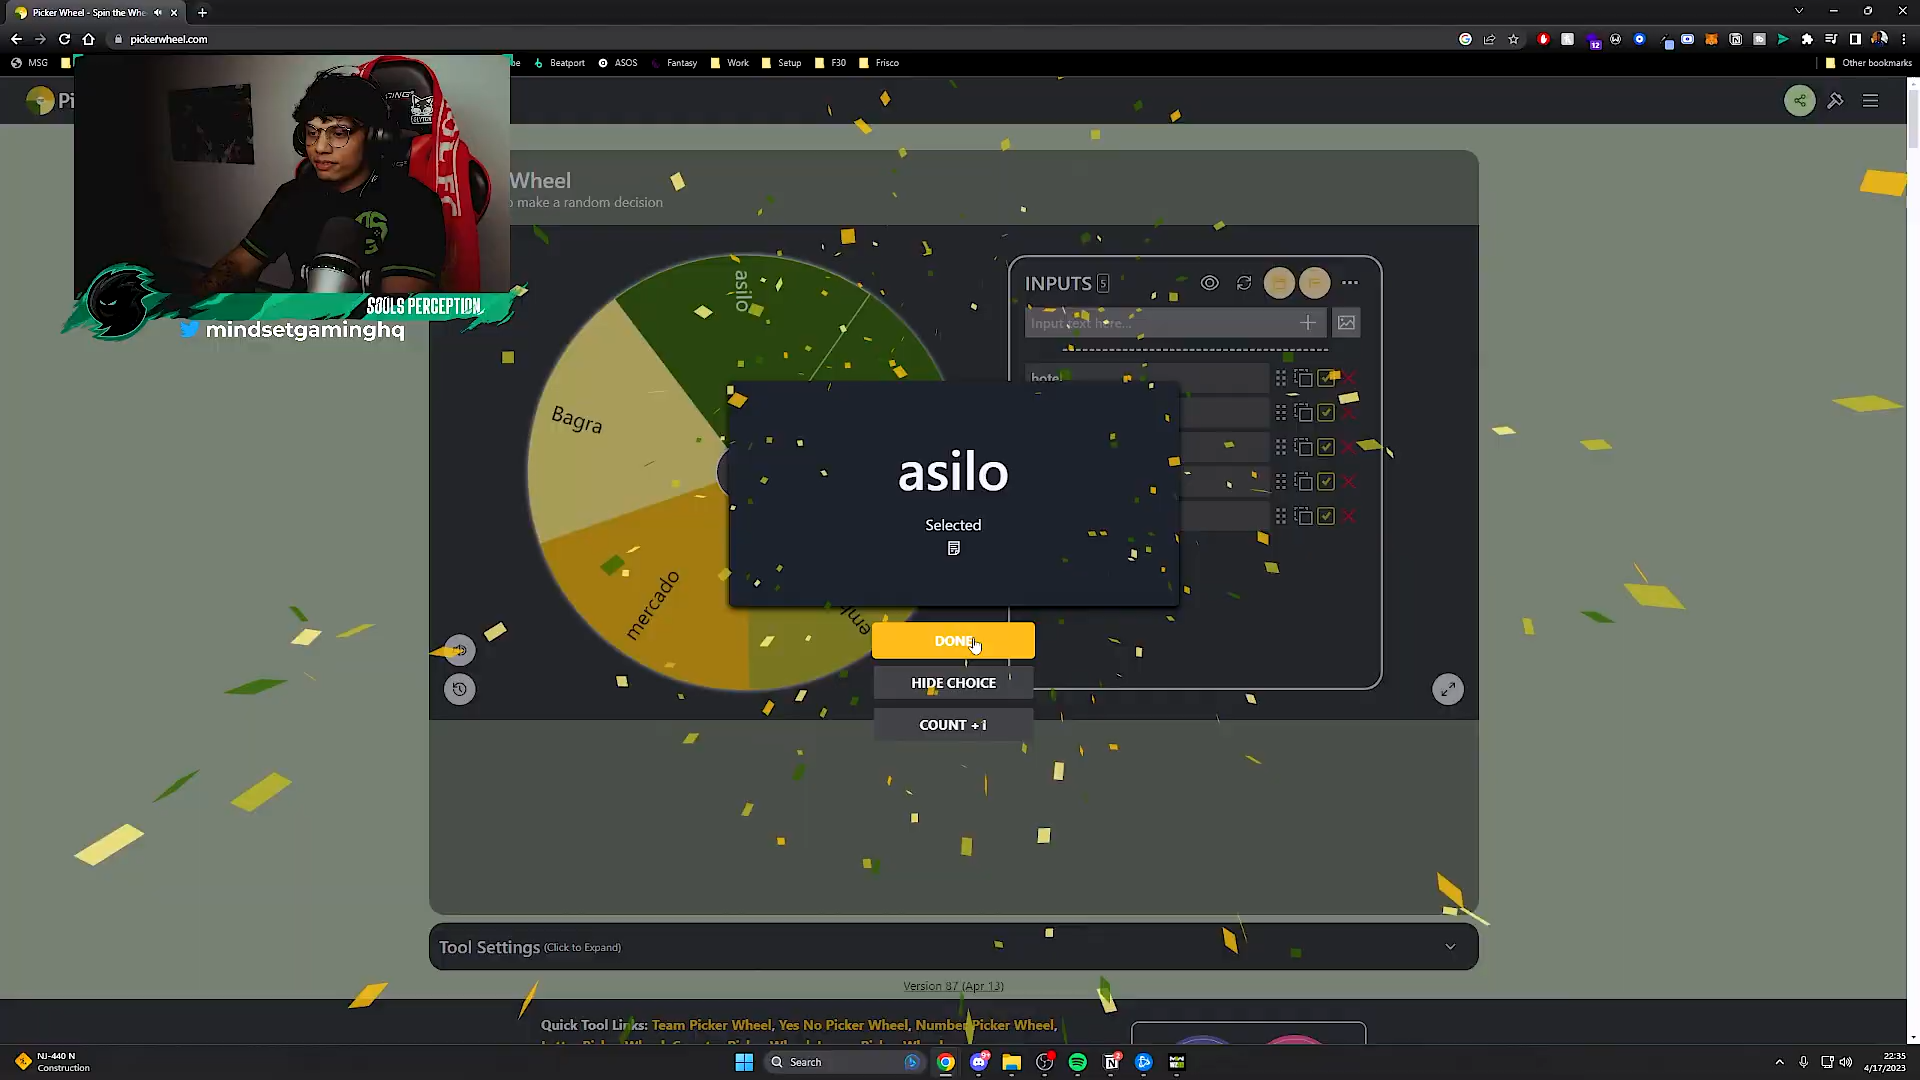 Picker Wheel - Spin the Whe
pickerwheel.com
MSG
be
Beatport
ASOS
Fantasy
Work
Setup
F30
Frisco
Other bookmarks
Pi
Wheel
o make a random decision
SOULS PERCEPTION
mindsetgaminghq
asilo
Bagra
mercado
INPUTS 5
Input text here...
hotel
asilo
Selected
DONE
HIDE CHOICE
COUNT + 1
Tool Settings (Click to Expand)
Version 87 (Apr 13)
Quick Tool Links: Team Picker Wheel, Yes No Picker Wheel, Number Picker Wheel,
NJ-440 N
Construction
Search
22:35
4/17/2023